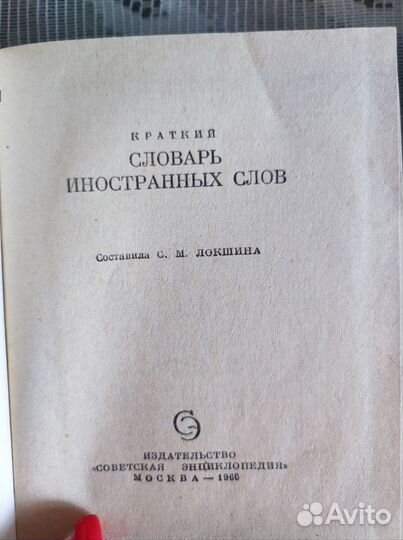 КРАТКИЙ
СЛОВАРЬ
ИНОСТРАННЫХ СЛОВ
Составила С. М. ЛОКШИНА
ИЗДАТЕЛЬСТВО
«СОВЕТСКАЯ ЭНЦИКЛОПЕДИЯ»
МОСКВА — 1966
Avito